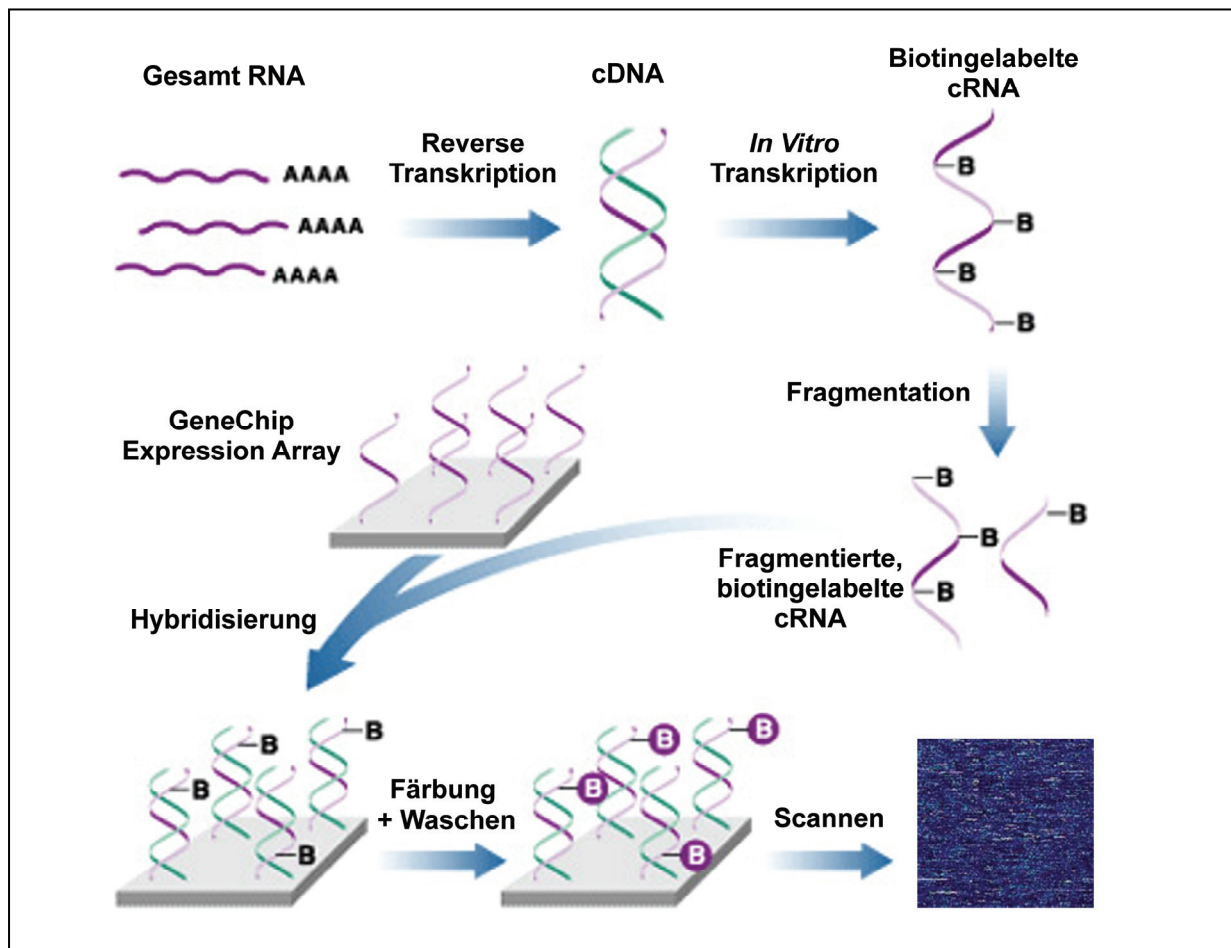 Gesamt RNA
cDNA
Biotingelabelte
cRNA
Reverse
Transkription
In Vitro
Transkription
AAAA
AAAA
AAAA
B
B
B
B
Fragmentation
GeneChip
Expression Array
B
B
B
B
Fragmentierte,
biotingelabelte
cRNA
Hybridisierung
B
B
B
B
Färbung
+ Waschen
B
B
B
B
Scannen